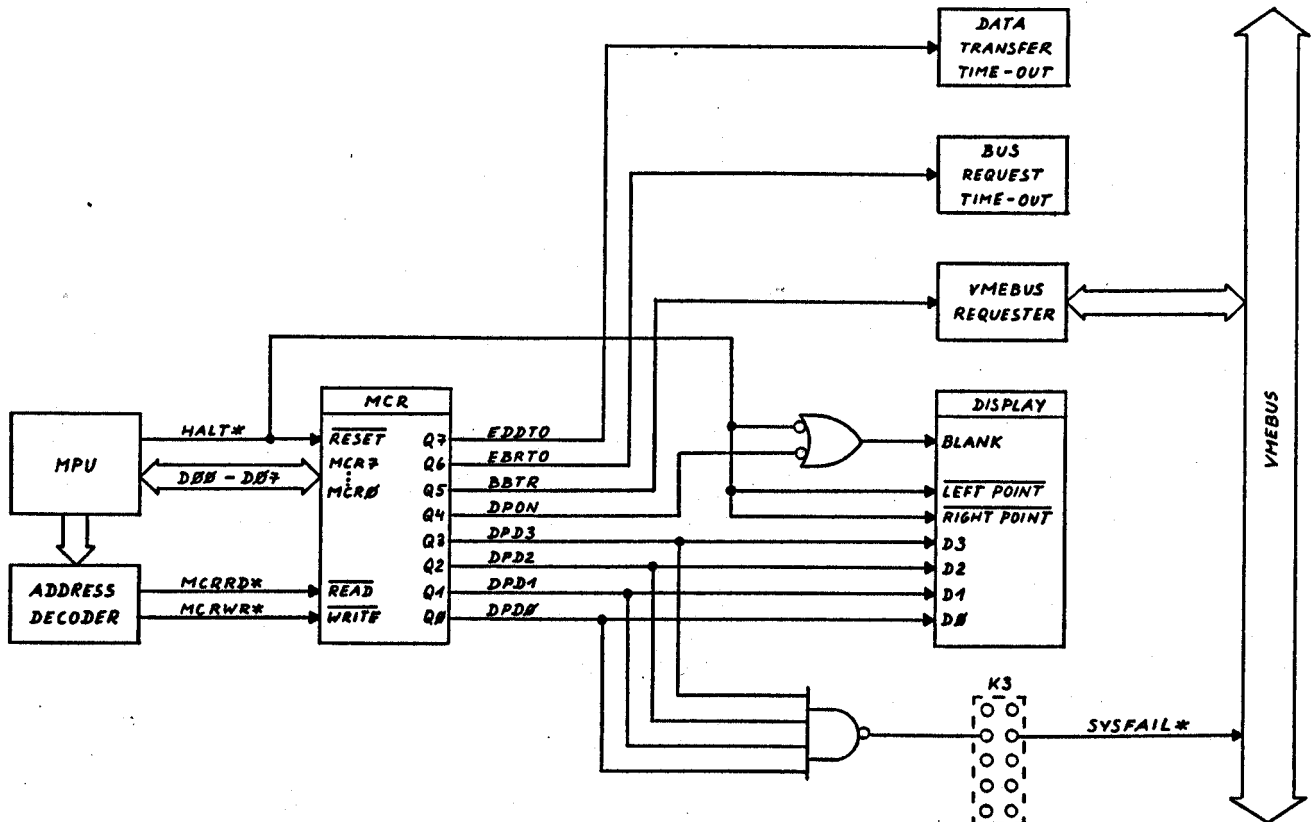 DATA
TRANSFER
TIME-OUT
BUS
REQUEST
TIME-OUT
VMEBUS
REQUESTER
VMEBUS
MPU
HALT*
DØØ - DØ7
ADDRESS
DECODER
MCRRD*
MCRWR*
MCR
RESET
MCR7
MCRØ
READ
WRITE
Q7
Q6
Q5
Q4
Q3
Q2
Q1
QØ
EDDTO
EBRTO
BBTR
DPON
DPD3
DPD2
DPD1
DPDØ
DISPLAY
BLANK
LEFT POINT
RIGHT POINT
D3
D2
D1
DØ
K3
SYSFAIL*